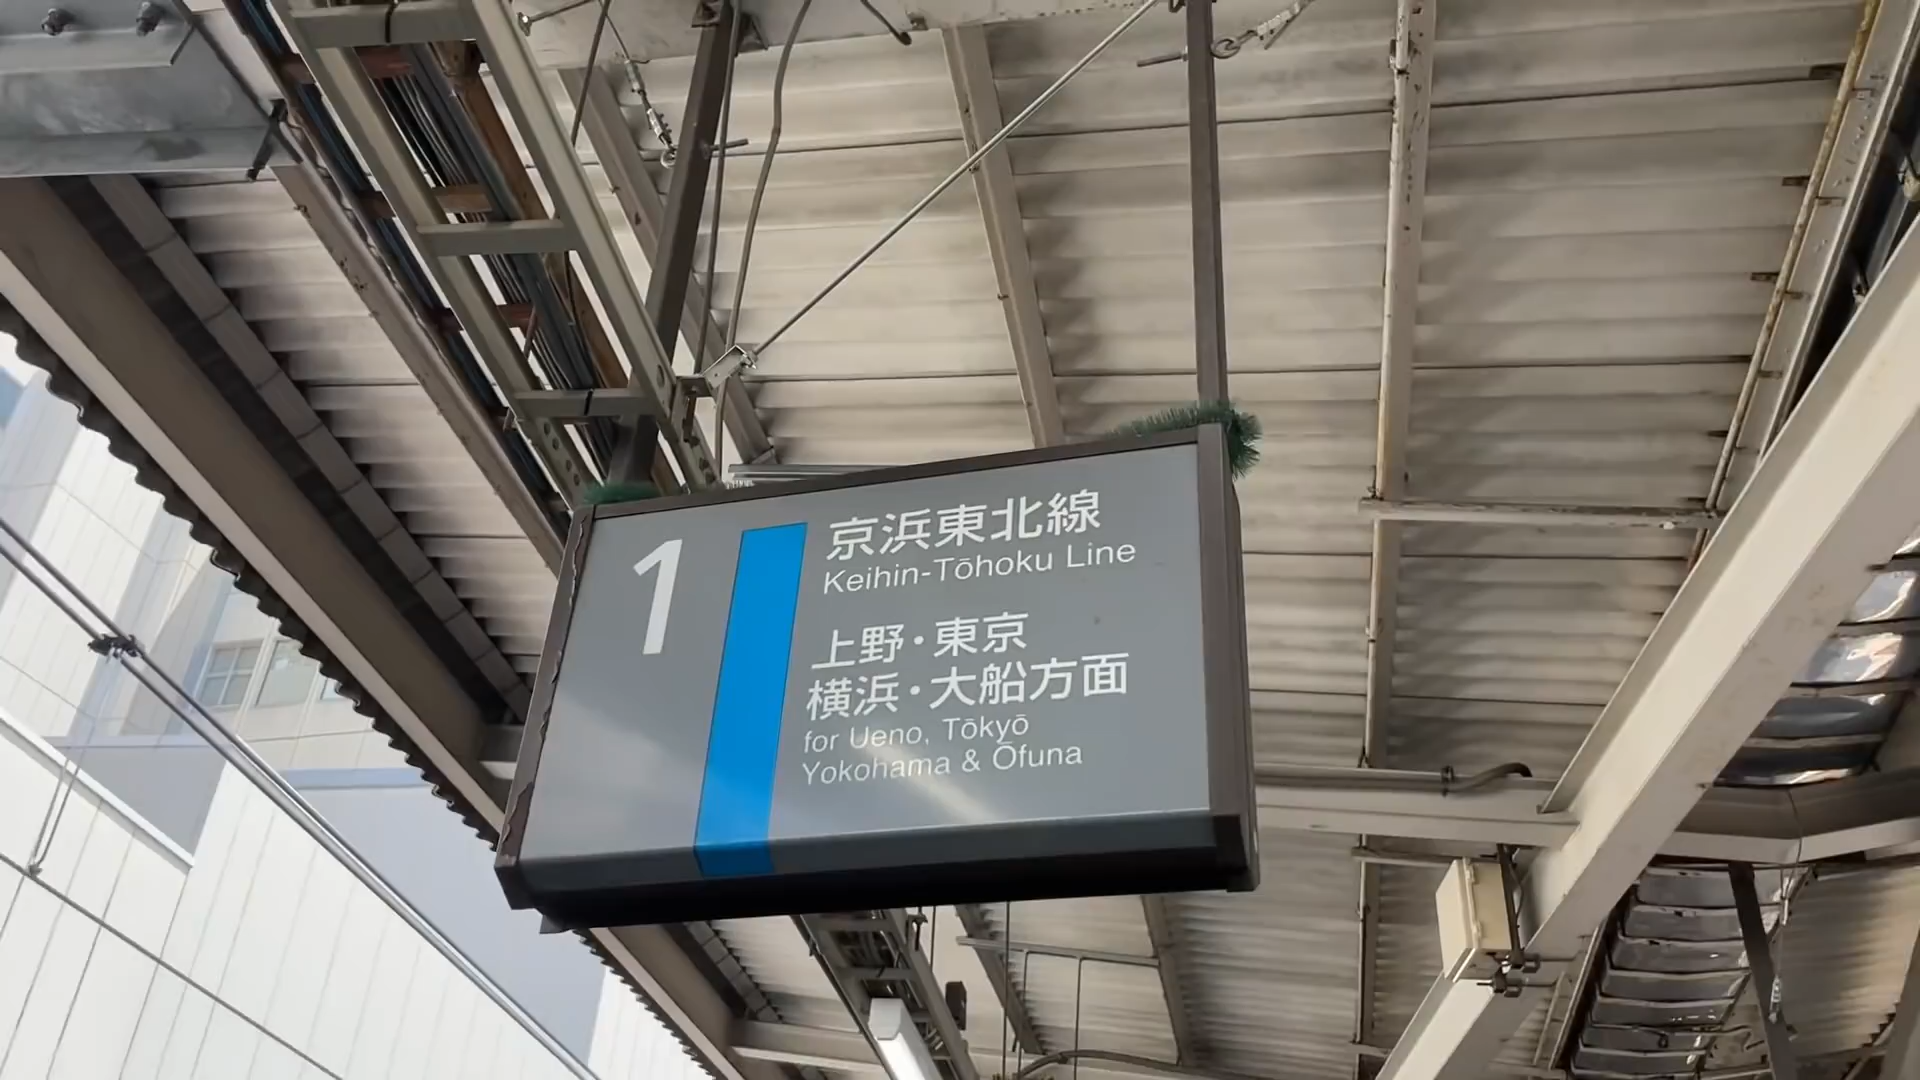 1
京浜東北線
Keihin-Tōhoku Line
上野・東京
横浜・大船方面
for Ueno, Tōkyō
Yokohama & Ōfuna